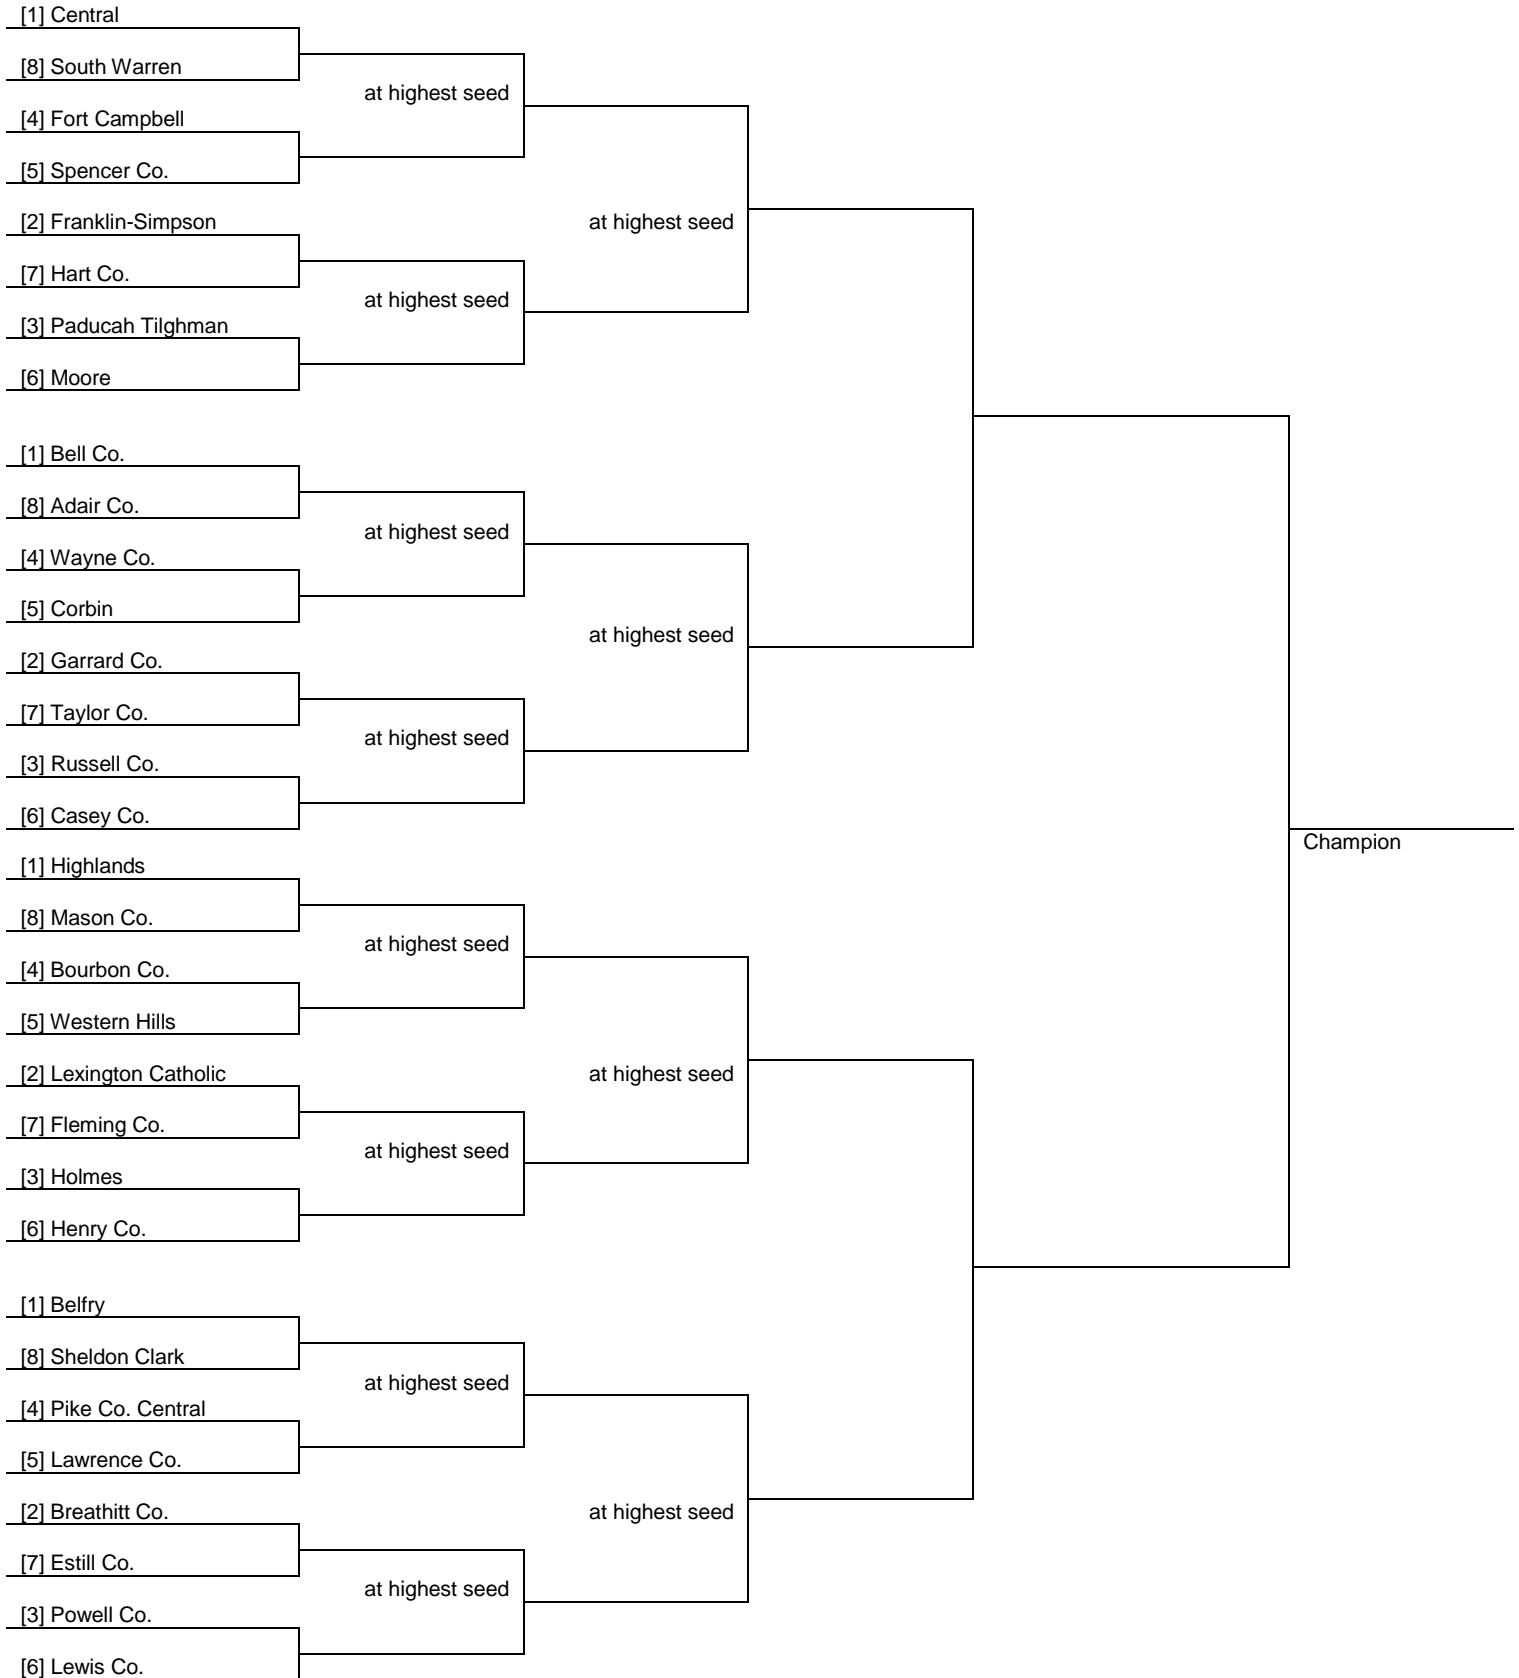 [1] Central
[8] South Warren
at highest seed
[4] Fort Campbell
[5] Spencer Co.
[2] Franklin-Simpson
at highest seed
[7] Hart Co.
at highest seed
[3] Paducah Tilghman
[6] Moore
[1] Bell Co.
[8] Adair Co.
at highest seed
[4] Wayne Co.
[5] Corbin
at highest seed
[2] Garrard Co.
[7] Taylor Co.
at highest seed
[3] Russell Co.
[6] Casey Co.
Champion
[1] Highlands
[8] Mason Co.
at highest seed
[4] Bourbon Co.
[5] Western Hills
[2] Lexington Catholic
at highest seed
[7] Fleming Co.
at highest seed
[3] Holmes
[6] Henry Co.
[1] Belfry
[8] Sheldon Clark
at highest seed
[4] Pike Co. Central
[5] Lawrence Co.
[2] Breathitt Co.
at highest seed
[7] Estill Co.
at highest seed
[3] Powell Co.
[6] Lewis Co.